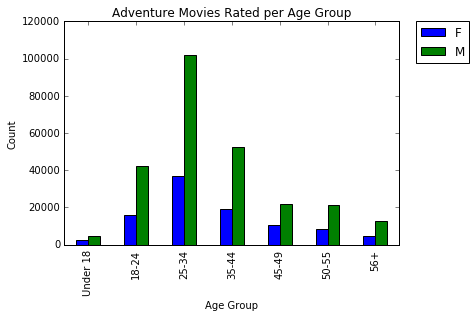 Adventure Movies Rated per Age Group
F
M
120000
100000
80000
60000
40000
20000
0
Count
Under 18
18-24
25-34
35-44
45-49
50-55
56+
Age Group